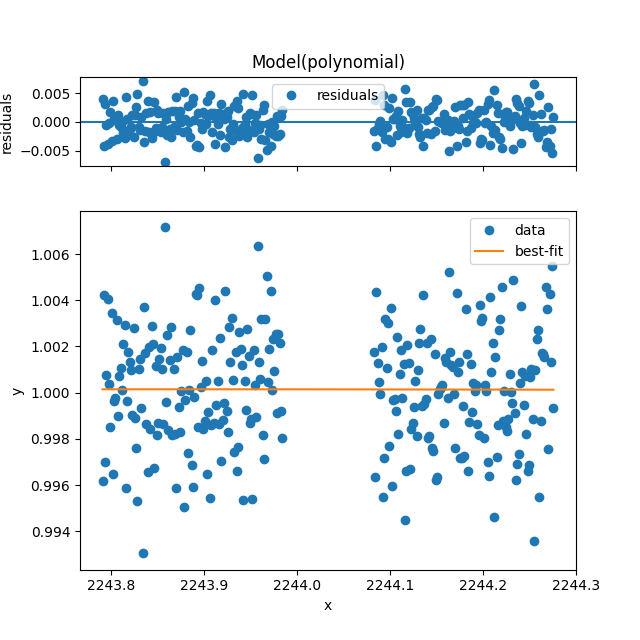 Model(polynomial)
residuals
0.005
0.000
−0.005
residuals
data
best-fit
y
1.006
1.004
1.002
1.000
0.998
0.996
0.994
2243.8 2243.9 2244.0 2244.1 2244.2 2244.3
x